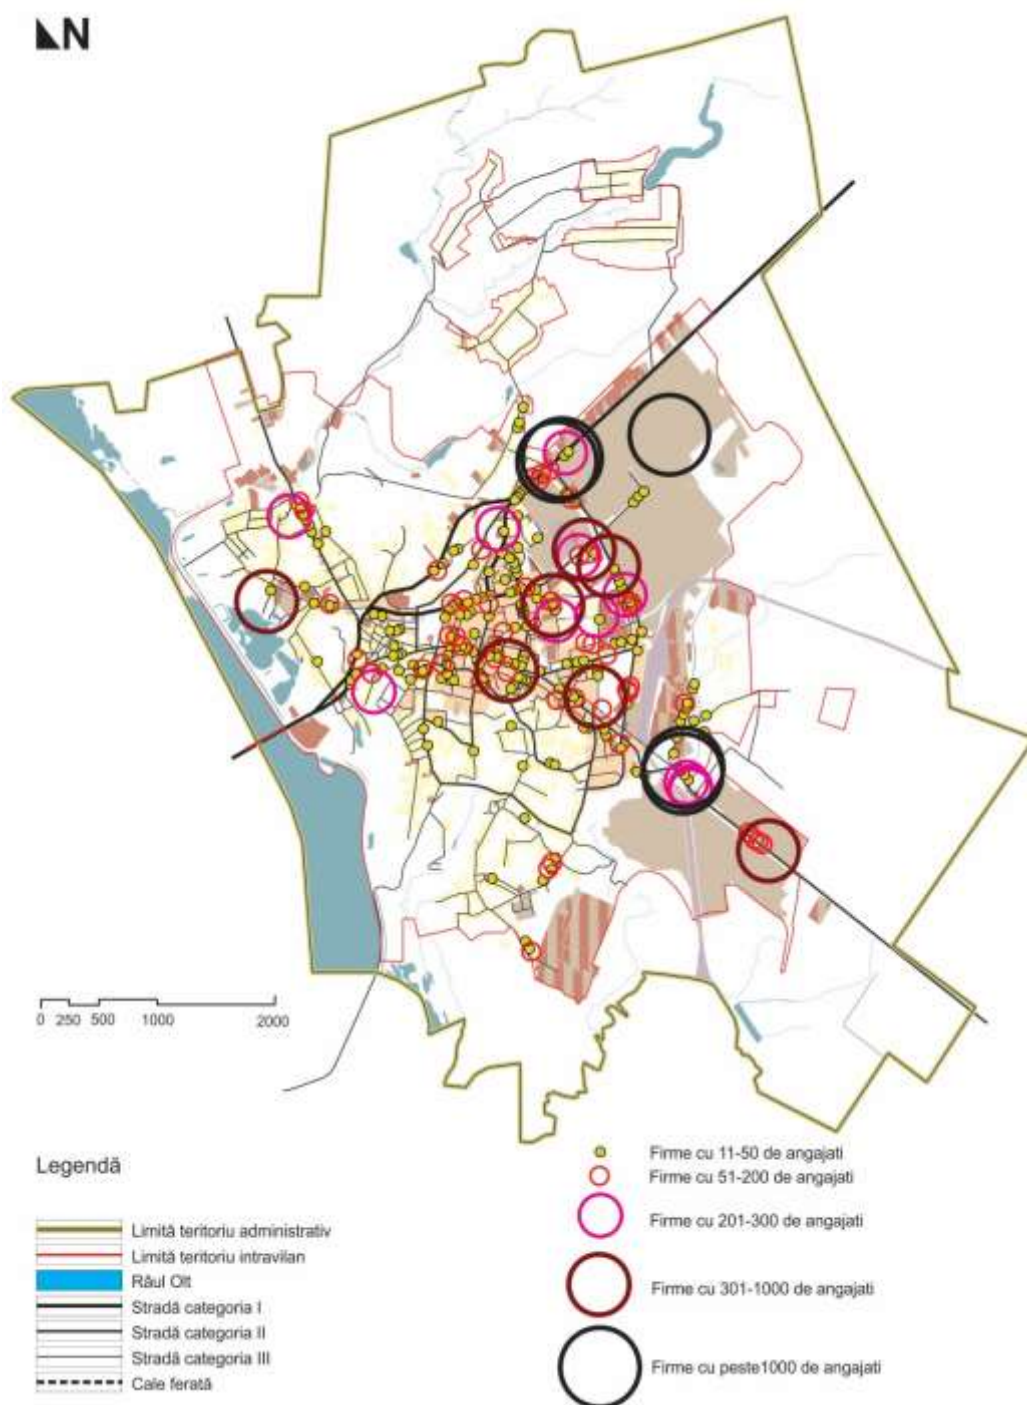 N
0 250 500 1000 2000
Legendă
Limită teritoriu administrativ
Limită teritoriu intravilan
Râul Olt
Stradă categoria I
Stradă categoria II
Stradă categoria III
Cale ferată
Firme cu 11-50 de angajati
Firme cu 51-200 de angajati
Firme cu 201-300 de angajati
Firme cu 301-1000 de angajati
Firme cu peste1000 de angajati